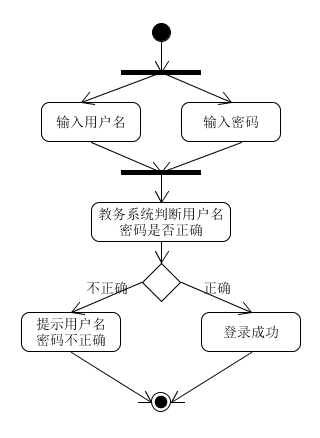 输入用户名
输入密码
教务系统判断用户名
密码是否正确
不正确
正确
提示用户名
密码不正确
登录成功